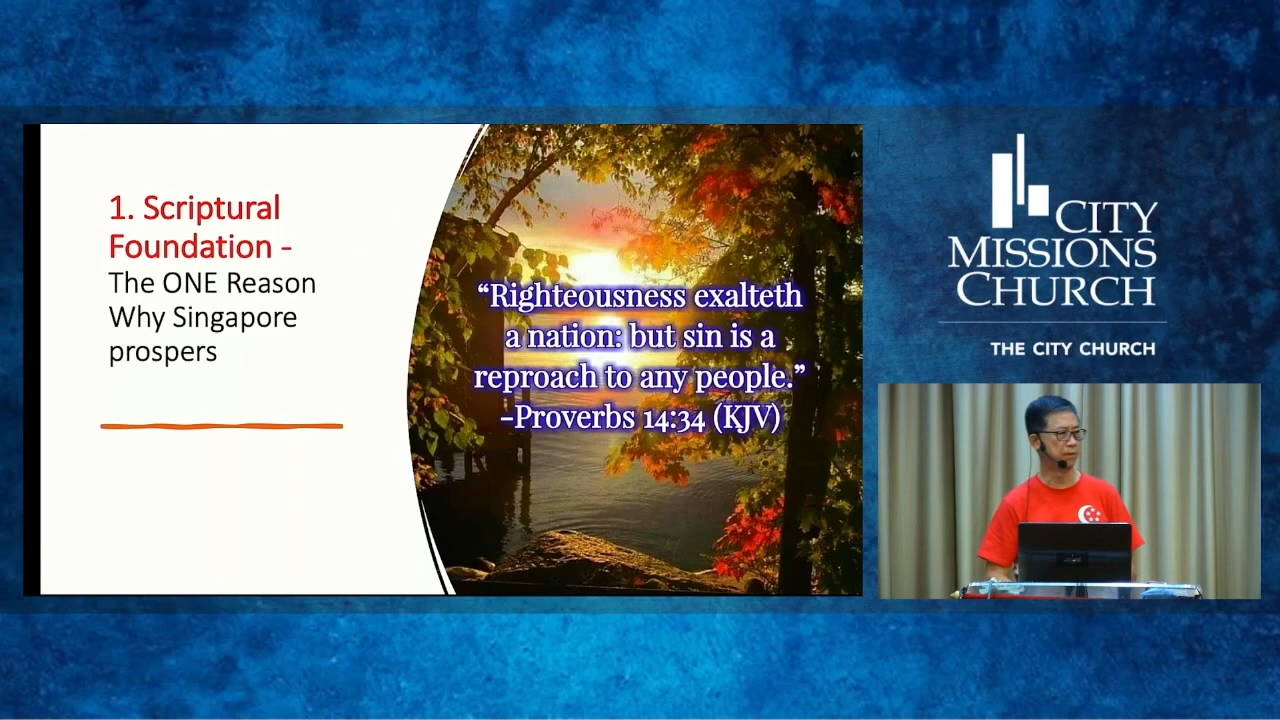 1. Scriptural
Foundation -
The ONE Reason
Why Singapore
prospers
“Righteousness exalteth
a nation: but sin is a
reproach to any people.”
-Proverbs 14:34 (KJV)
CITY
MISSIONS
CHURCH
THE CITY CHURCH